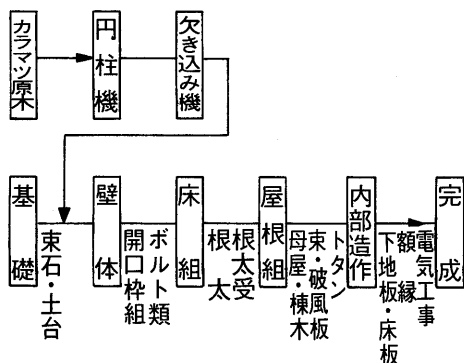 カラマツ原木
円柱機
欠き込み機
基礎
束石・土台
壁体
ボルト類
開口枠組
床組
根太受
根太
屋根組
トタン
束・破風板
母屋・棟木
内部造作
電気工事
額縁
下地板・床板
完成